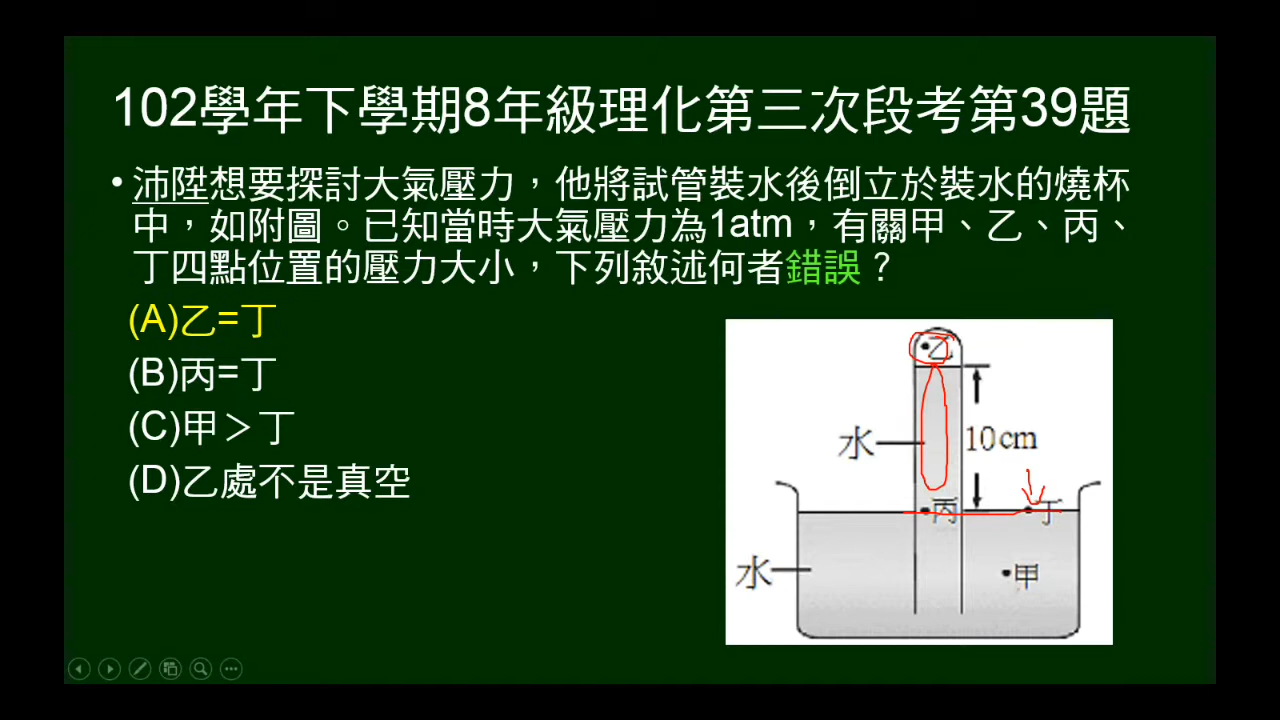 102學年下學期8年級理化第三次段考第39題
• 沛陞想要探討大氣壓力，他將試管裝水後倒立於裝水的燒杯
中，如附圖。已知當時大氣壓力為1atm，有關甲、乙、丙、
丁四點位置的壓力大小，下列敘述何者錯誤？
(A)乙=丁
(B)丙=丁
(C)甲＞丁
(D)乙處不是真空
乙
水
10cm
丙
丁
水
甲